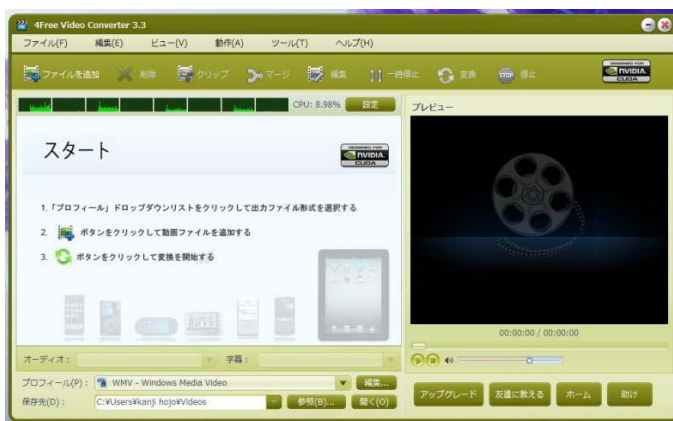 4Free Video Converter 3.3
ファイル(F) 編集(E) ビュー(V) 動作(A) ツール(T) ヘルプ(H)
ファイルを追加 削除 クリップ マージ 編集 一時停止 変換 STOP 停止 DESIGNED FOR NVIDIA. CUDA
CPU: 8.98% 設定
プレビュー
スタート
DESIGNED FOR NVIDIA. CUDA
1.「プロフィール」ドロップダウンリストをクリックして出力ファイル形式を選択する
2. ボタンをクリックして動画ファイルを追加する
3. ボタンをクリックして変換を開始する
00:00:00 / 00:00:00
オーディオ: 字幕:
プロフィール(P): WMV - Windows Media Video 編集...
保存先(D): C:¥Users¥kanji hojo¥Videos 参照(B)... 開く(O)
アップグレード 友達に教える ホーム 助け